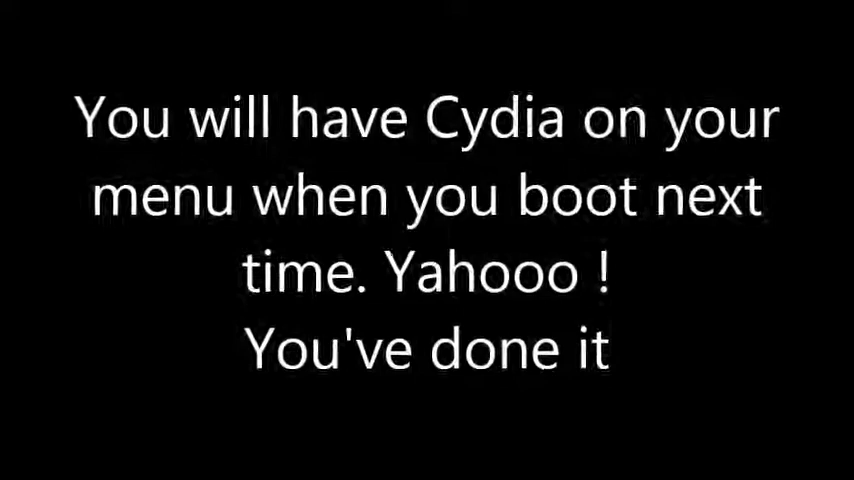 You will have Cydia on your
menu when you boot next
time. Yahooo !
You've done it